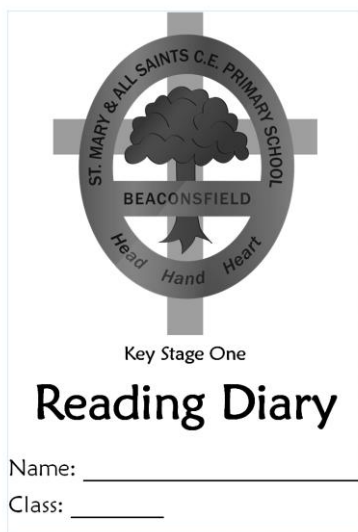 ST. MARY & ALL SAINTS C.E. PRIMARY SCHOOL
BEACONSFIELD
Head Hand Heart
Key Stage One
Reading Diary
Name:
Class: